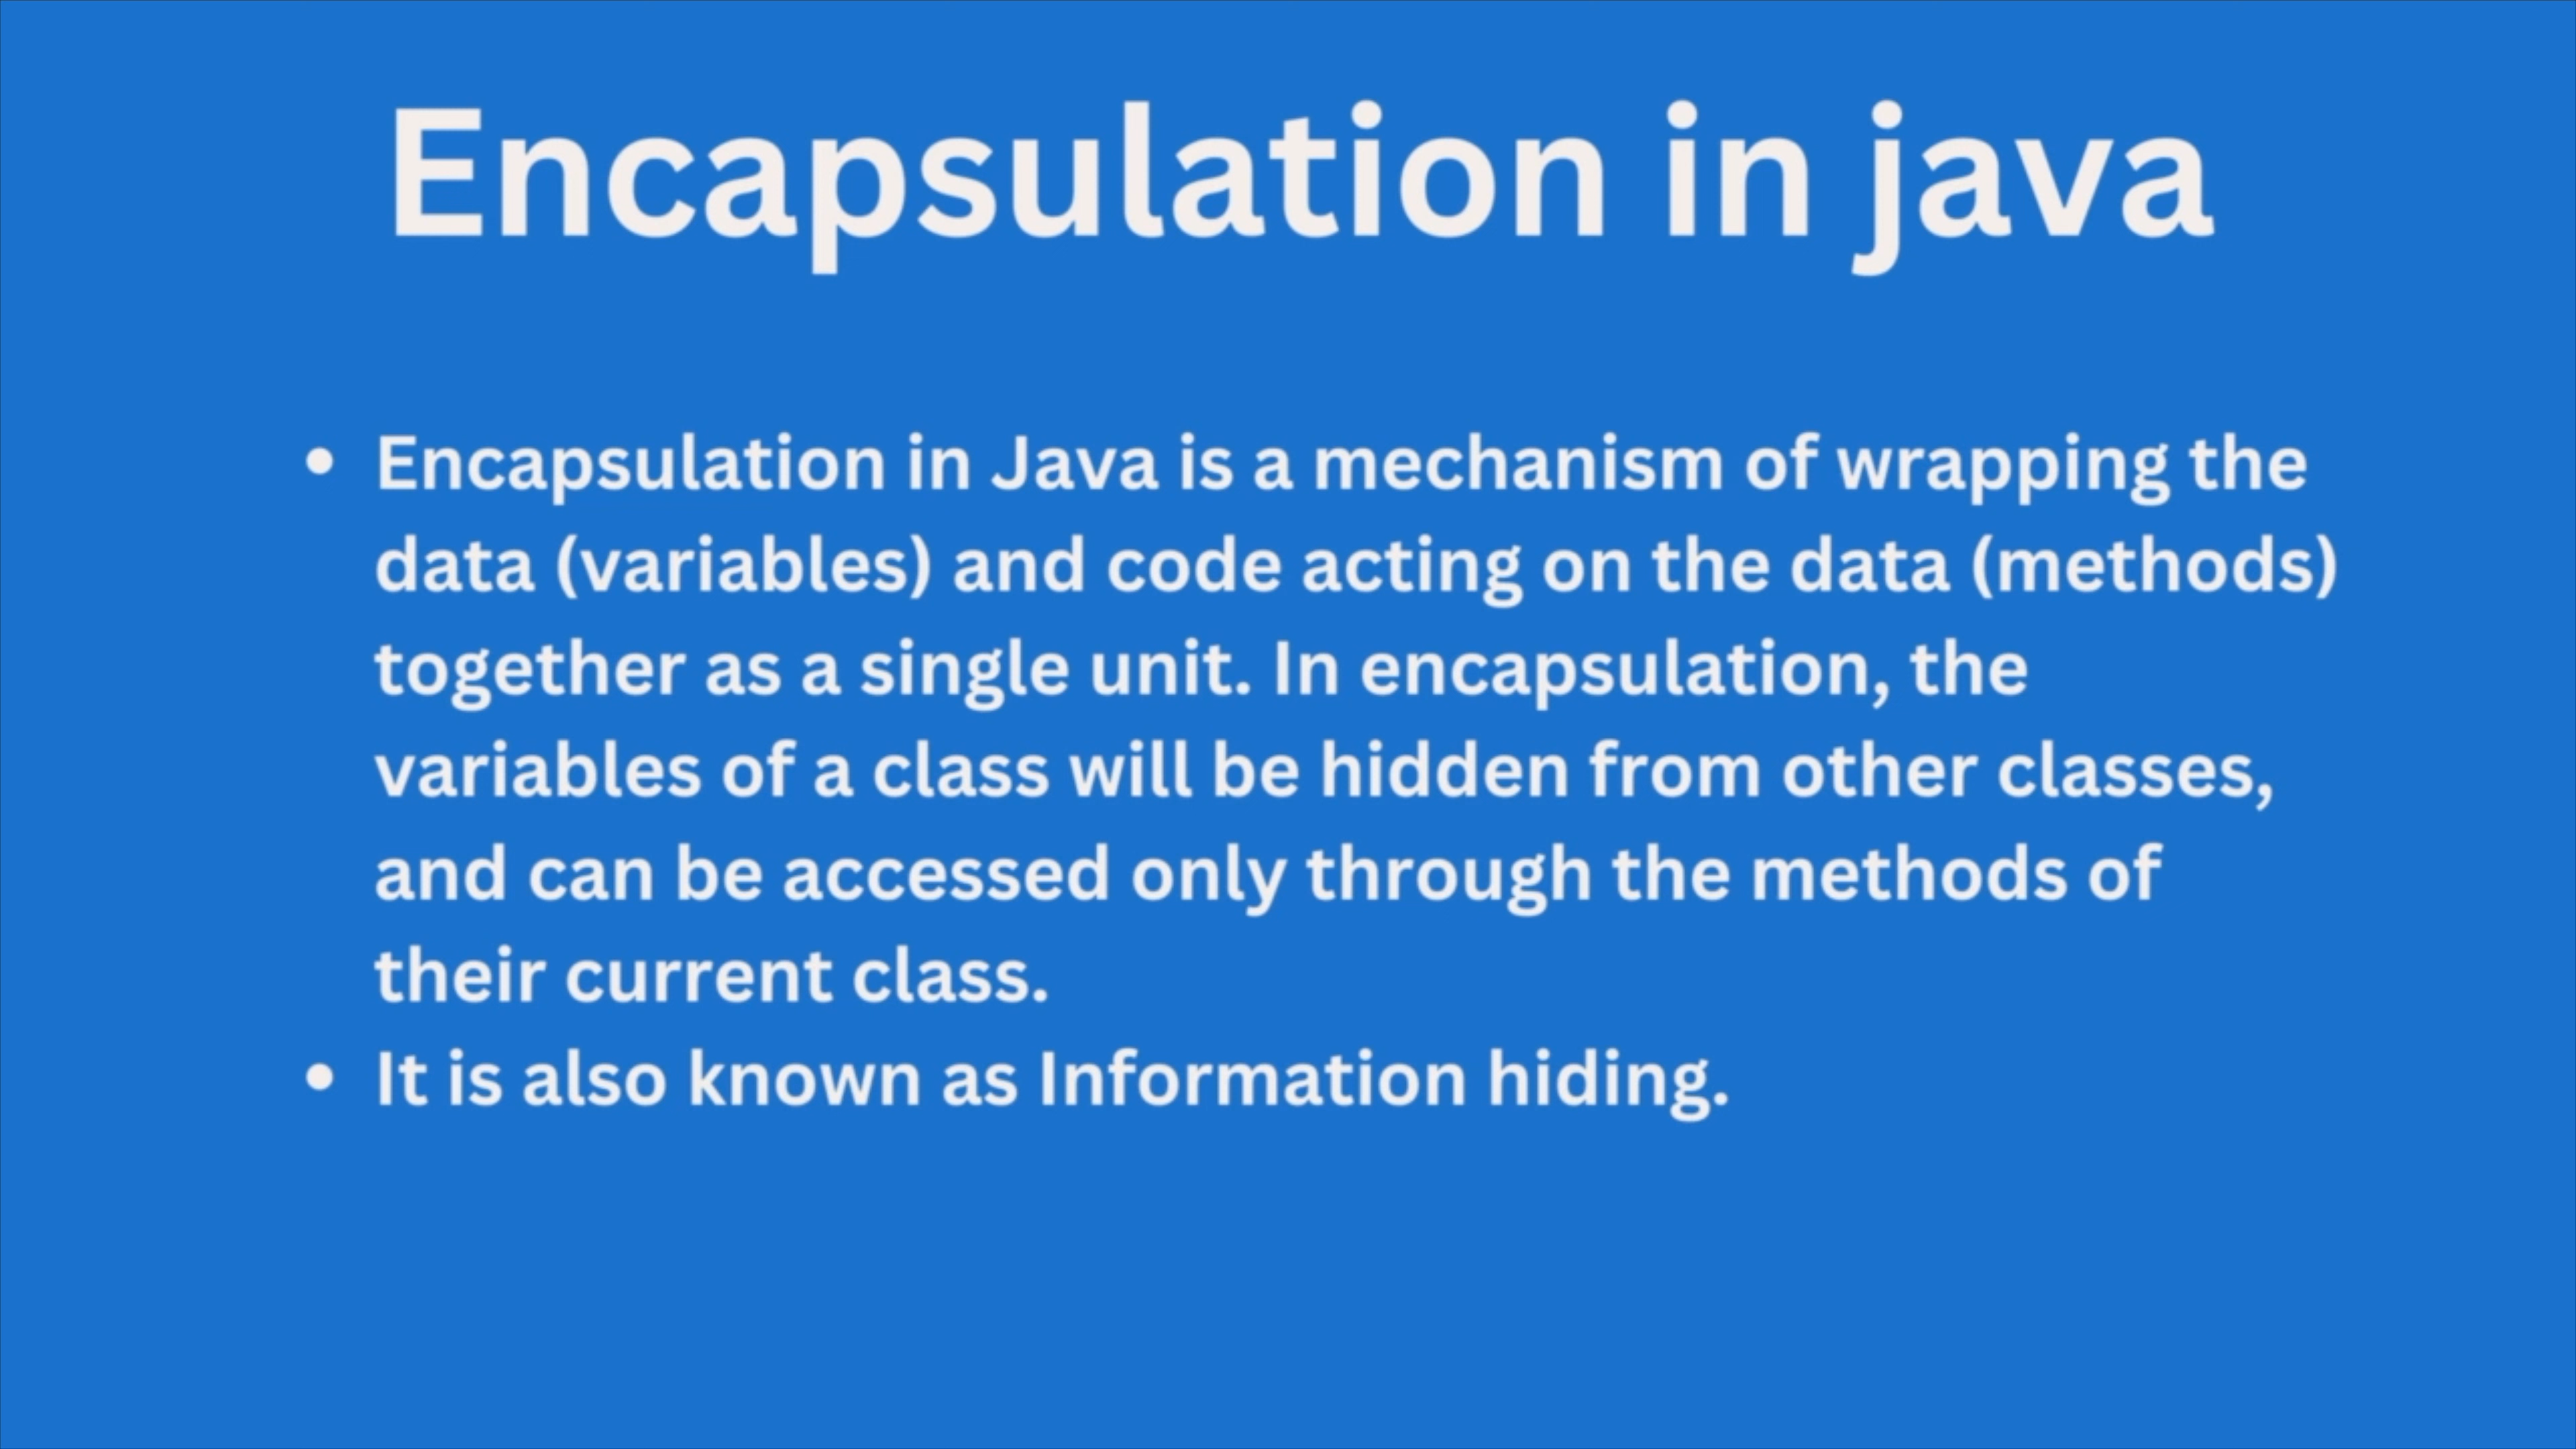 Encapsulation in java
• Encapsulation in Java is a mechanism of wrapping the
data (variables) and code acting on the data (methods)
together as a single unit. In encapsulation, the
variables of a class will be hidden from other classes,
and can be accessed only through the methods of
their current class.
• It is also known as Information hiding.